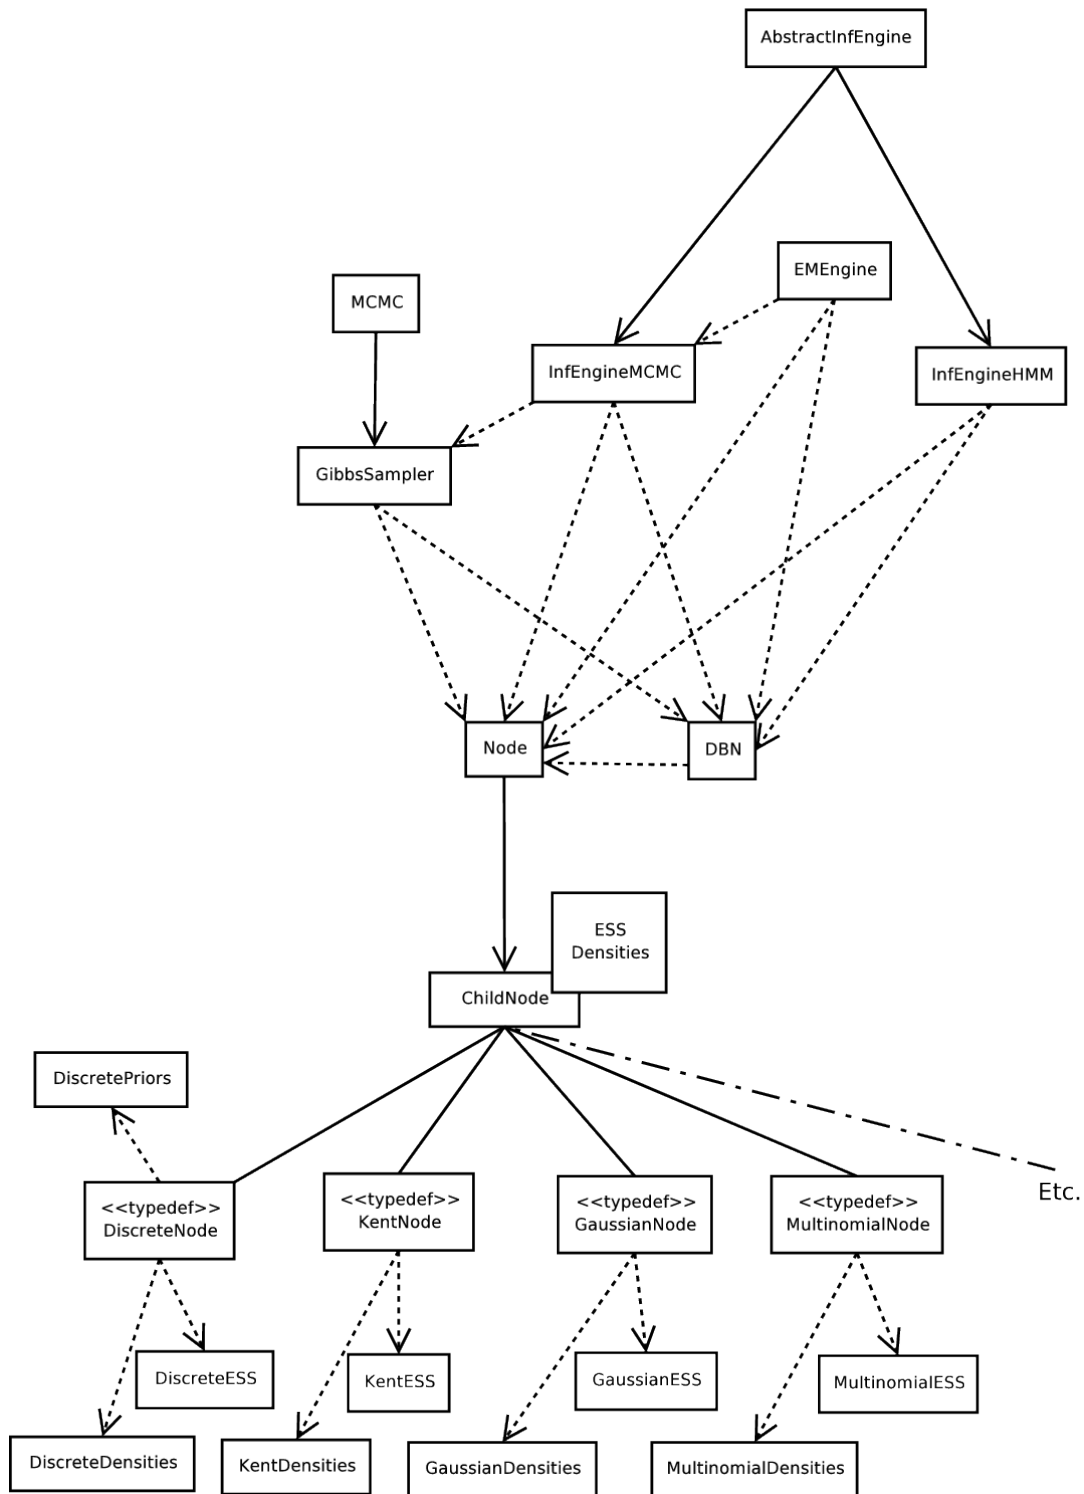 AbstractInfEngine
EMEngine
MCMC
InfEngineMCMC
InfEngineHMM
GibbsSampler
Node
DBN
ESS
Densities
ChildNode
DiscretePriors
Etc.
<<typedef>>
DiscreteNode
<<typedef>>
KentNode
<<typedef>>
GaussianNode
<<typedef>>
MultinomialNode
DiscreteESS
KentESS
GaussianESS
MultinomialESS
DiscreteDensities
KentDensities
GaussianDensities
MultinomialDensities